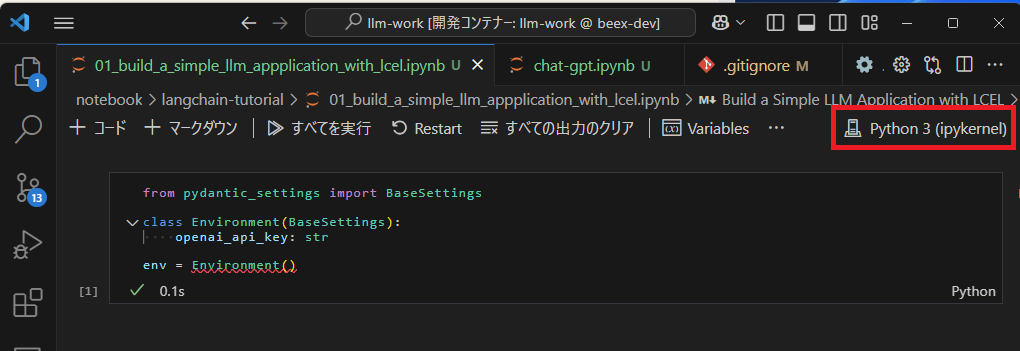 llm-work [開発コンテナー: llm-work @ beex-dev]
01_build_a_simple_llm_appplication_with_lcel.ipynb U
chat-gpt.ipynb U
.gitignore M
.
notebook > langchain-tutorial > 01_build_a_simple_llm_appplication_with_lcel.ipynb > Build a Simple LLM Application with LCEL >
コード マークダウン すべてを実行 Restart すべての出力のクリア Variables ... Python 3 (ipykernel)
1
from pydantic_settings import BaseSettings
class Environment(BaseSettings):
openai_api_key: str
env = Environment()
13
[1] 0.1s Python